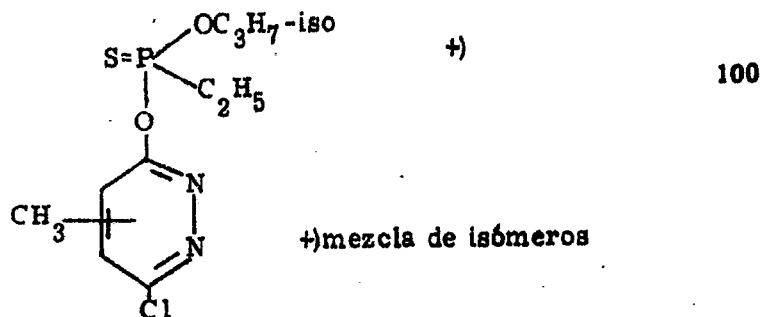 OC3H7-iso
S=P
+)
100
C2H5
O
N
CH3
N
+)mezcla de isómeros
Cl